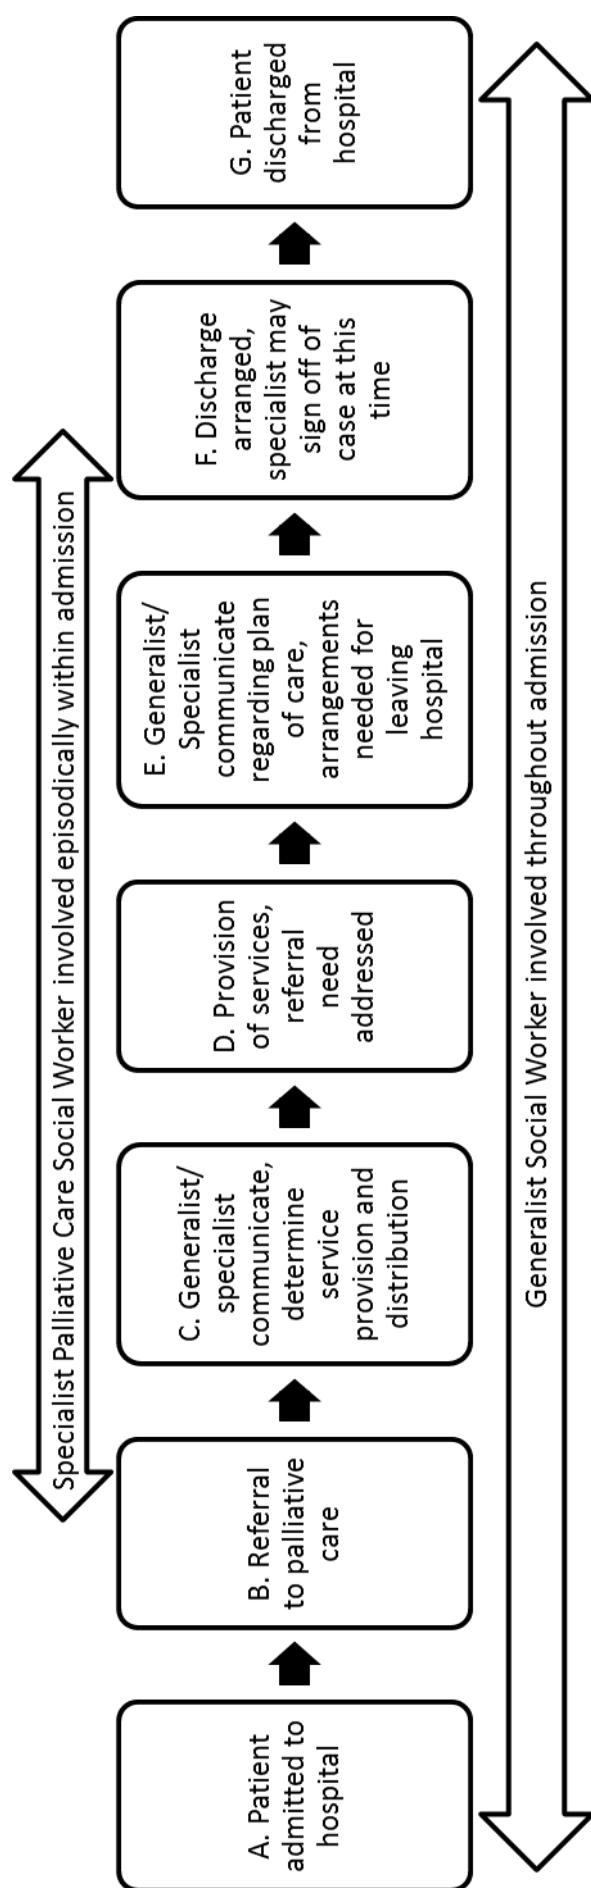 Specialist Palliative Care Social Worker involved episodically within admission
A. Patient
admitted to
hospital
B. Referral
to palliative
care
C. Generalist/
specialist
communicate,
determine
service
provision and
distribution
D. Provision
of services,
referral
need
addressed
E. Generalist/
Specialist
communicate
regarding plan
of care,
arrangements
needed for
leaving
hospital
F. Discharge
arranged,
specialist may
sign off of
case at this
time
G. Patient
discharged
from
hospital
Generalist Social Worker involved throughout admission